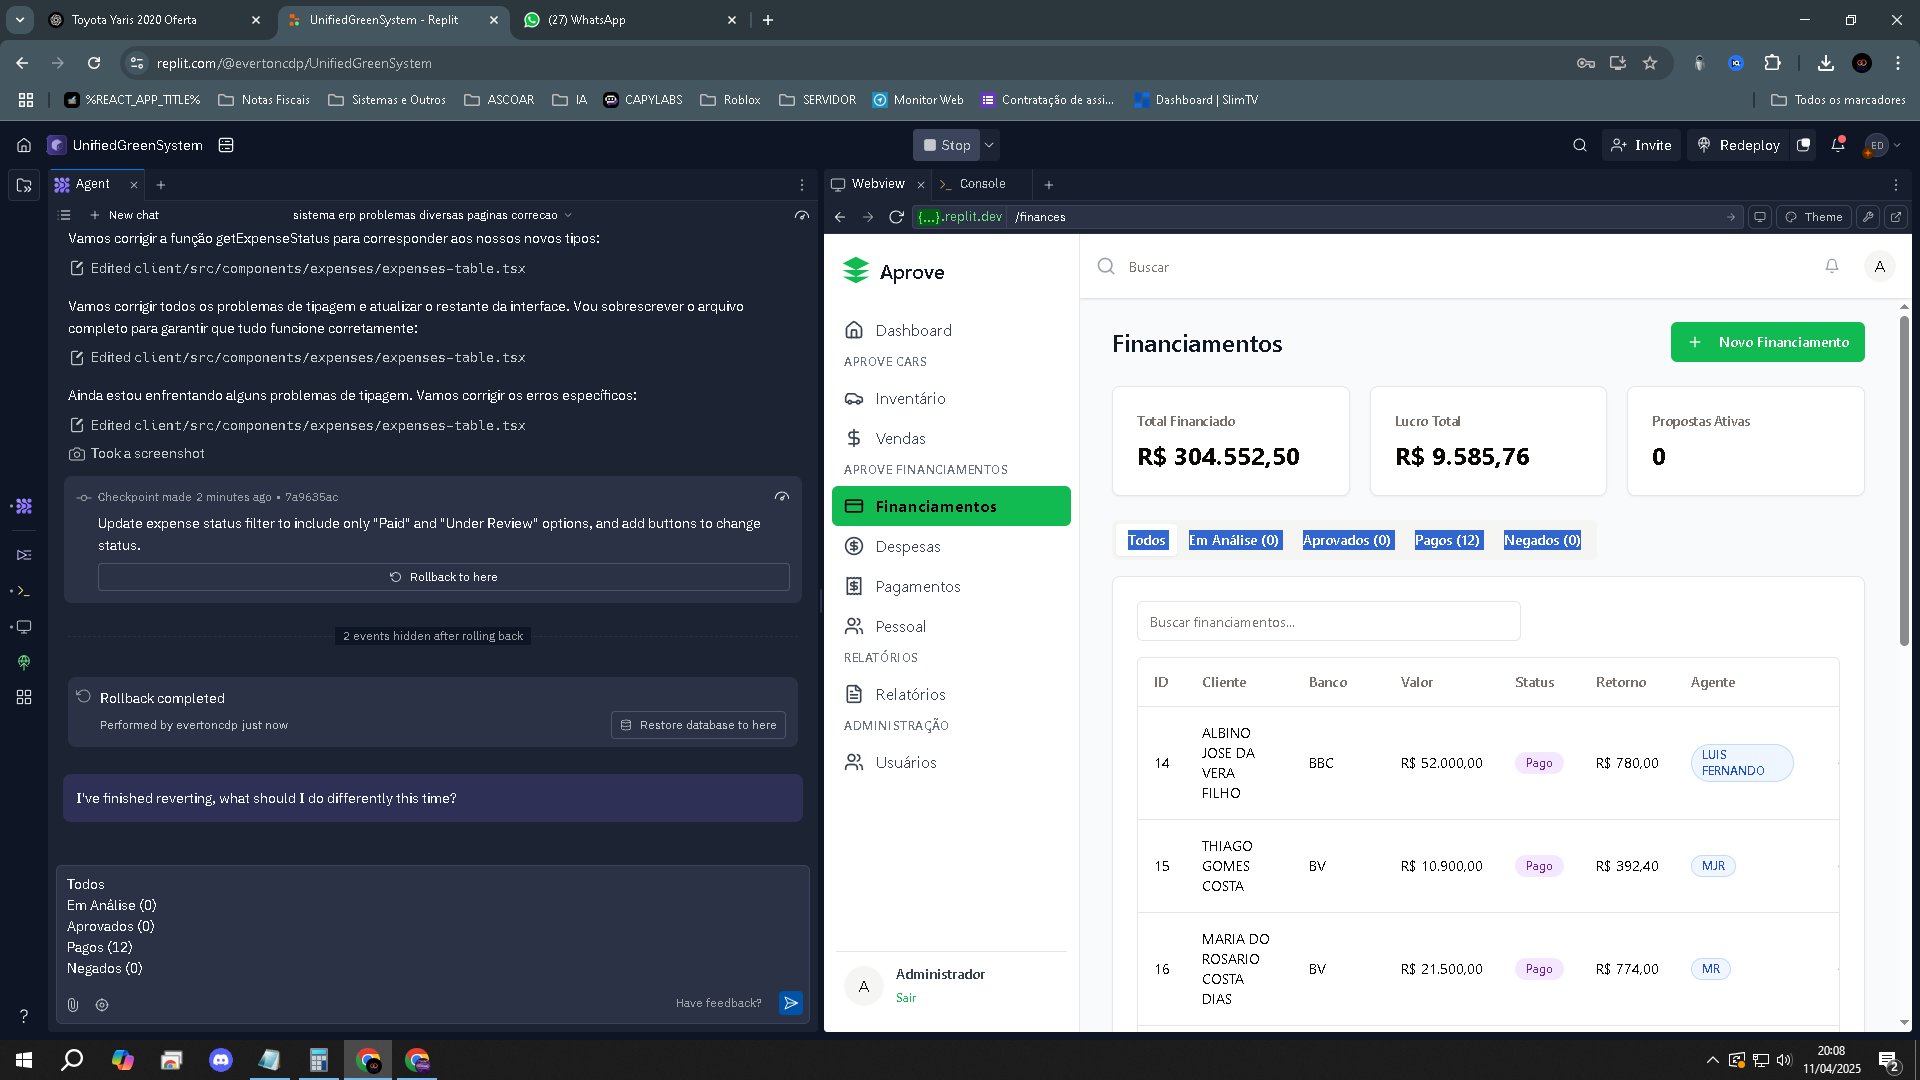 Toyota Yaris 2020 Oferta
UnifiedGreenSystem - Replit
(27) WhatsApp
replit.com/@evertoncdp/UnifiedGreenSystem
%REACT_APP_TITLE%
Notas Fiscais
Sistemas e Outros
ASCOAR
IA
CAPYLABS
Roblox
SERVIDOR
Monitor Web
Contratação de assi...
Dashboard | SlimTV
Todos os marcadores
UnifiedGreenSystem
Stop
Invite
Redeploy
ED
Agent
New chat
sistema erp problemas diversas paginas correcao
Vamos corrigir a função getExpenseStatus para corresponder aos nossos novos tipos:
Edited client/src/components/expenses/expenses-table.tsx
Vamos corrigir todos os problemas de tipagem e atualizar o restante da interface. Vou sobrescrever o arquivo
completo para garantir que tudo funcione corretamente:
Edited client/src/components/expenses/expenses-table.tsx
Ainda estou enfrentando alguns problemas de tipagem. Vamos corrigir os erros específicos:
Edited client/src/components/expenses/expenses-table.tsx
Took a screenshot
Checkpoint made 2 minutes ago • 7a9635ac
Update expense status filter to include only "Paid" and "Under Review" options, and add buttons to change
status.
Rollback to here
2 events hidden after rolling back
Rollback completed
Performed by evertoncdp just now
Restore database to here
I've finished reverting, what should I do differently this time?
Todos
Em Análise (0)
Aprovados (0)
Pagos (12)
Negados (0)
Have feedback?
?
Webview
Console
{...}.replit.dev
/finances
Theme
Aprove
Dashboard
APROVE CARS
Inventário
Vendas
APROVE FINANCIAMENTOS
Financiamentos
Despesas
Pagamentos
Pessoal
RELATÓRIOS
Relatórios
ADMINISTRAÇÃO
Usuários
A
Administrador
Sair
Buscar
A
Financiamentos
+ Novo Financiamento
Total Financiado
R$ 304.552,50
Lucro Total
R$ 9.585,76
Propostas Ativas
0
Todos
Em Análise (0)
Aprovados (0)
Pagos (12)
Negados (0)
Buscar financiamentos...
ID Cliente Banco Valor Status Retorno Agente
14 ALBINO JOSE DA VERA FILHO BBC R$ 52.000,00 Pago R$ 780,00 LUIS FERNANDO
15 THIAGO GOMES COSTA BV R$ 10.900,00 Pago R$ 392,40 MJR
16 MARIA DO ROSARIO COSTA DIAS BV R$ 21.500,00 Pago R$ 774,00 MR
20:08
11/04/2025
2